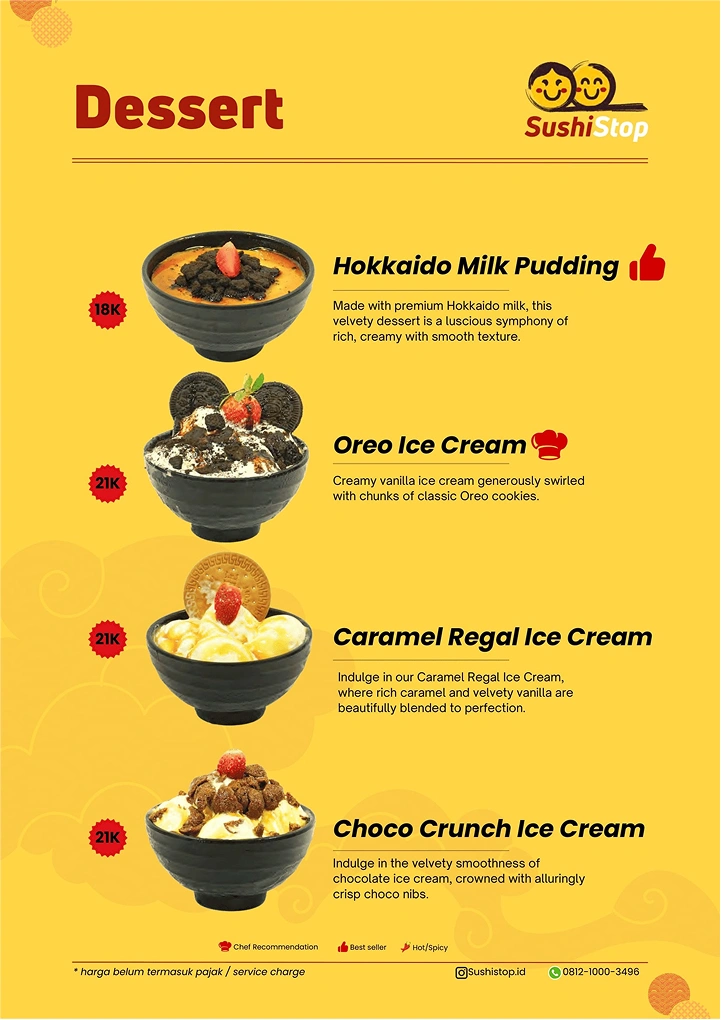 Dessert
SushiStop
Hokkaido Milk Pudding
18K
Made with premium Hokkaido milk, this
velvety dessert is a luscious symphony of
rich, creamy with smooth texture.
Oreo Ice Cream
21K
Creamy vanilla ice cream generously swirled
with chunks of classic Oreo cookies.
Caramel Regal Ice Cream
21K
Indulge in our Caramel Regal Ice Cream,
where rich caramel and velvety vanilla are
beautifully blended to perfection.
Choco Crunch Ice Cream
21K
Indulge in the velvety smoothness of
chocolate ice cream, crowned with alluringly
crisp choco nibs.
Chef Recommendation Best seller Hot/Spicy
* harga belum termasuk pajak / service charge
Sushistop.id 0812-1000-3496